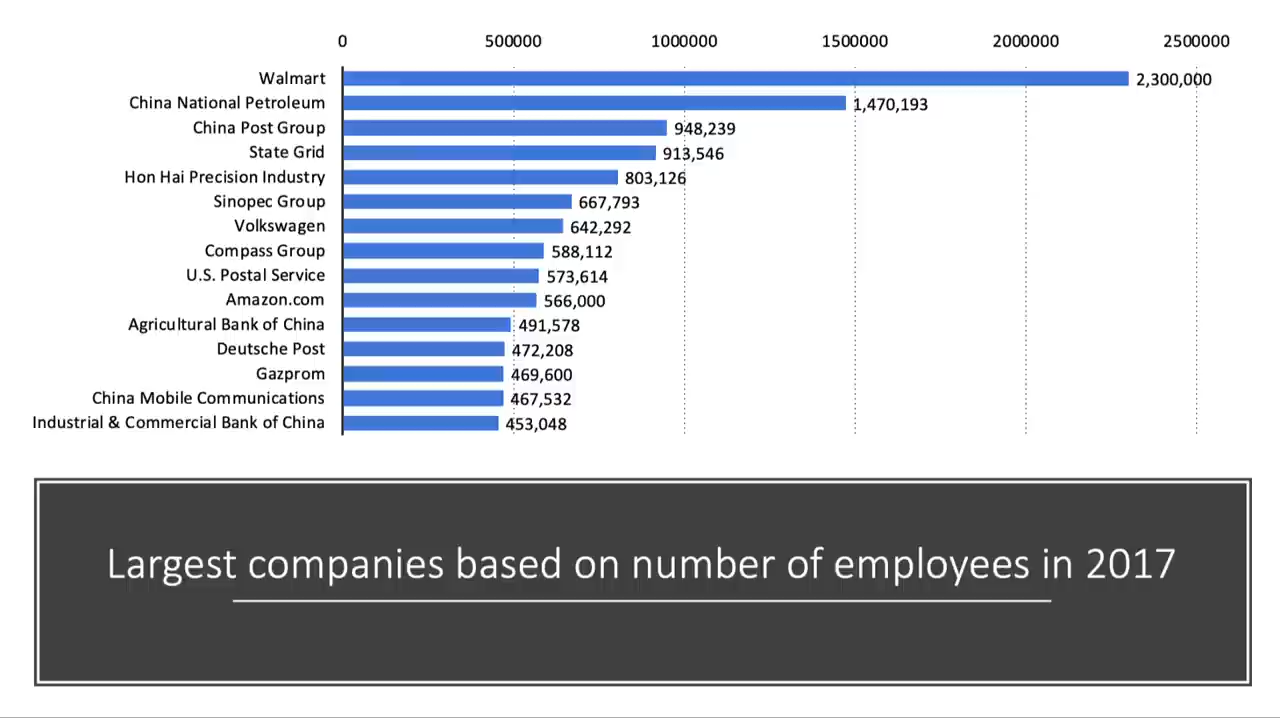 0 500000 1000000 1500000 2000000 2500000
Walmart 2,300,000
China National Petroleum 1,470,193
China Post Group 948,239
State Grid 913,546
Hon Hai Precision Industry 803,126
Sinopec Group 667,793
Volkswagen 642,292
Compass Group 588,112
U.S. Postal Service 573,614
Amazon.com 566,000
Agricultural Bank of China 491,578
Deutsche Post 472,208
Gazprom 469,600
China Mobile Communications 467,532
Industrial & Commercial Bank of China 453,048
Largest companies based on number of employees in 2017